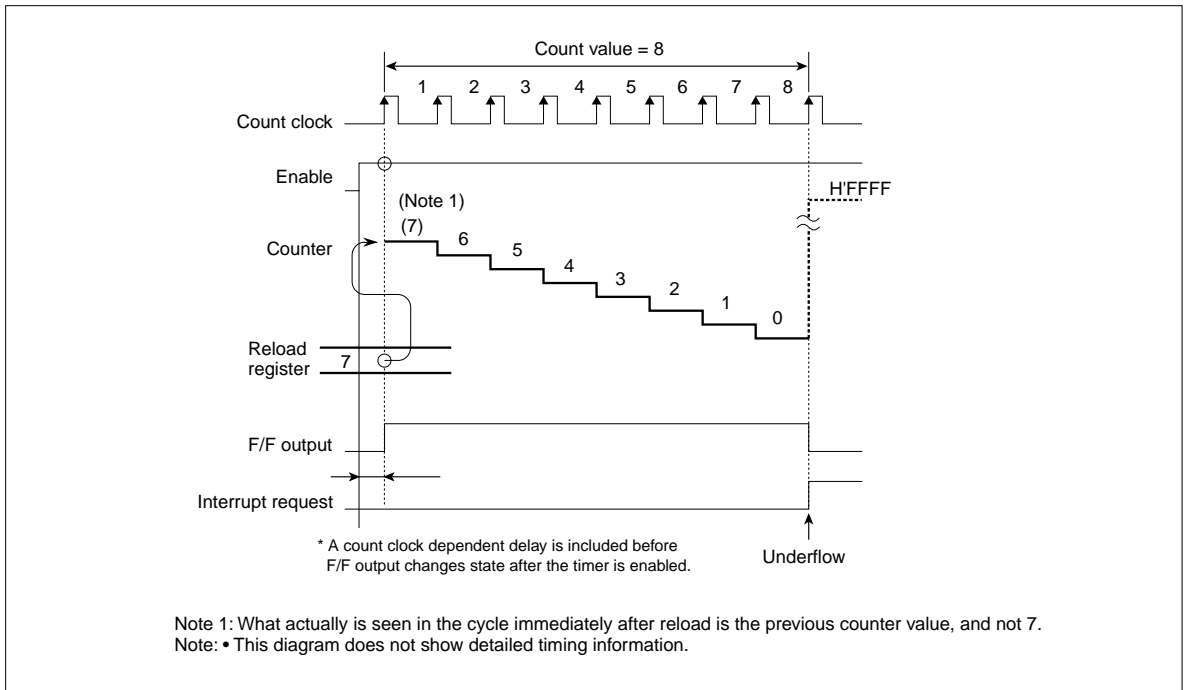 Count value = 8
1 2 3 4 5 6 7 8
Count clock
Enable
H'FFFF
(Note 1)
(7)
6
5
4
3
2
1
0
Counter
Reload
register
7
F/F output
Interrupt request
* A count clock dependent delay is included before
F/F output changes state after the timer is enabled.
Underflow
Note 1: What actually is seen in the cycle immediately after reload is the previous counter value, and not 7.
Note: • This diagram does not show detailed timing information.